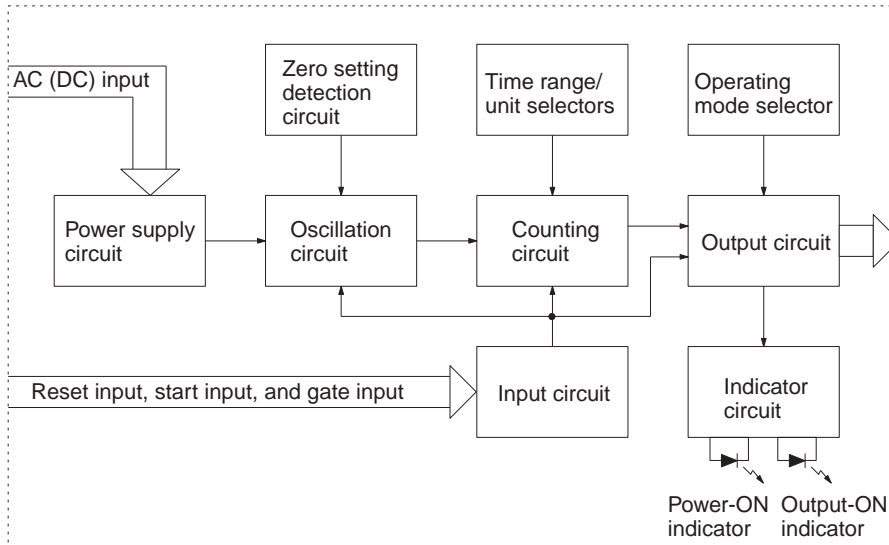 AC (DC) input
Zero setting
detection
circuit
Time range/
unit selectors
Operating
mode selector
Power supply
circuit
Oscillation
circuit
Counting
circuit
Output circuit
Reset input, start input, and gate input
Input circuit
Indicator
circuit
Power-ON
indicator
Output-ON
indicator